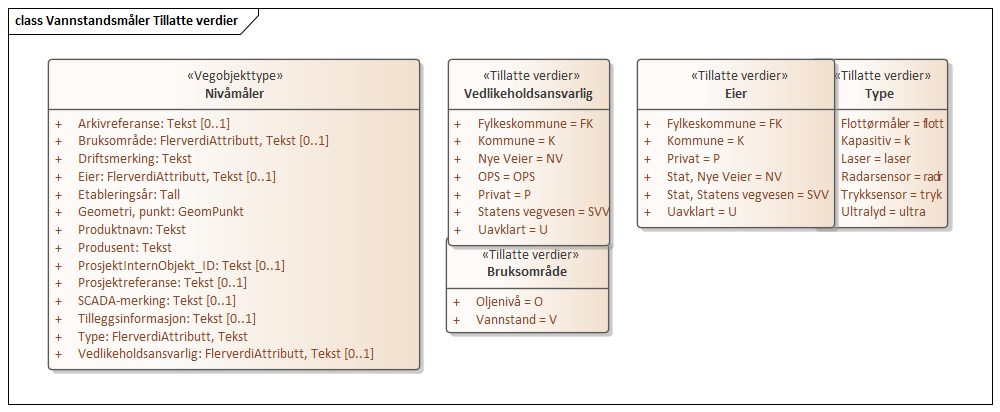 class Vannstandsmåler Tillatte verdier
«Vegobjekttype»
Nivåmåler
+ Arkivreferanse: Tekst [0..1]
+ Bruksområde: FlerverdiAttributt, Tekst [0..1]
+ Driftsmerking: Tekst
+ Eier: FlerverdiAttributt, Tekst [0..1]
+ Etableringsår: Tall
+ Geometri, punkt: GeomPunkt
+ Produktnavn: Tekst
+ Produsent: Tekst
+ ProsjektInternObjekt_ID: Tekst [0..1]
+ Prosjektreferanse: Tekst [0..1]
+ SCADA-merking: Tekst [0..1]
+ Tilleggsinformasjon: Tekst [0..1]
+ Type: FlerverdiAttributt, Tekst
+ Vedlikeholdsansvarlig: FlerverdiAttributt, Tekst [0..1]
«Tillatte verdier»
Vedlikeholdsansvarlig
+ Fylkeskommune = FK
+ Kommune = K
+ Nye Veier = NV
+ OPS = OPS
+ Privat = P
+ Statens vegvesen = SVV
+ Uavklart = U
«Tillatte verdier»
Bruksområde
+ Oljenivå = O
+ Vannstand = V
«Tillatte verdier»
Eier
+ Fylkeskommune = FK
+ Kommune = K
+ Privat = P
+ Stat, Nye Veier = NV
+ Stat, Statens vegvesen = SVV
+ Uavklart = U
«Tillatte verdier»
Type
Flottørmåler = flott
Kapasitiv = k
Laser = laser
Radarsensor = radr
Trykksensor = tryk
Ultralyd = ultra